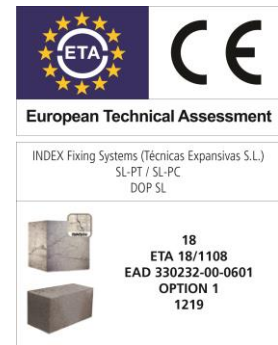 ETA
CE
European Technical Assessment
INDEX Fixing Systems (Técnicas Expansivas S.L.)
SL-PT / SL-PC
DOP SL
18
ETA 18/1108
EAD 330232-00-0601
OPTION 1
1219